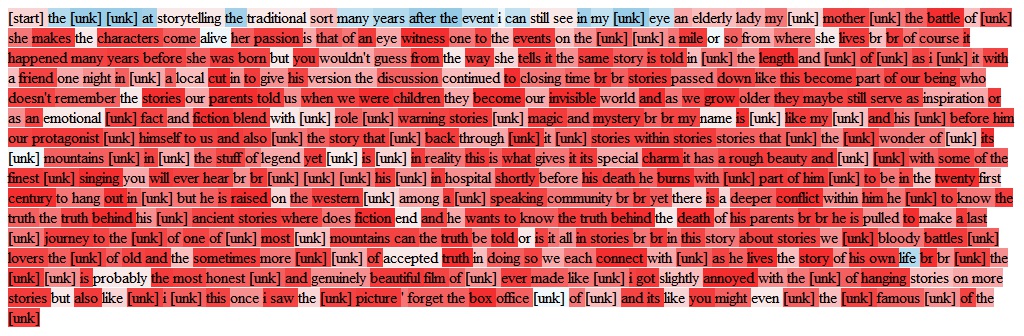 [start] the [unk] [unk] at storytelling the traditional sort many years after the event i can still see in my [unk] eye an elderly lady my [unk] mother [unk] the battle of [unk]
she makes the characters come alive her passion is that of an eye witness one to the events on the [unk] [unk] a mile or so from where she lives br br of course it
happened many years before she was born but you wouldn't guess from the way she tells it the same story is told in [unk] the length and [unk] of [unk] as i [unk] it with
a friend one night in [unk] a local cut in to give his version the discussion continued to closing time br br stories passed down like this become part of our being who
doesn't remember the stories our parents told us when we were children they become our invisible world and as we grow older they maybe still serve as inspiration or
as an emotional [unk] fact and fiction blend with [unk] role [unk] warning stories [unk] magic and mystery br br my name is [unk] like my [unk] and his [unk] before him
our protagonist [unk] himself to us and also [unk] the story that [unk] back through [unk] it [unk] stories within stories stories that [unk] the [unk] wonder of [unk] its
[unk] mountains [unk] in [unk] the stuff of legend yet [unk] is [unk] in reality this is what gives it its special charm it has a rough beauty and [unk] with some of the
finest [unk] singing you will ever hear br br [unk] [unk] [unk] his [unk] in hospital shortly before his death he burns with [unk] part of him [unk] to be in the twenty first
century to hang out in [unk] but he is raised on the western [unk] among a [unk] speaking community br br yet there is a deeper conflict within him he [unk] to know the
truth the truth behind his [unk] ancient stories where does fiction end and he wants to know the truth behind the death of his parents br br he is pulled to make a last
[unk] journey to the [unk] of one of [unk] most [unk] mountains can the truth be told or is it all in stories br br in this story about stories we [unk] bloody battles [unk]
lovers the [unk] of old and the sometimes more [unk] [unk] of accepted truth in doing so we each connect with [unk] as he lives the story of his own life br br [unk] the
[unk] [unk] is probably the most honest [unk] and genuinely beautiful film of [unk] ever made like [unk] i got slightly annoyed with the [unk] of hanging stories on more
stories but also like [unk] i [unk] this once i saw the [unk] picture ' forget the box office [unk] of [unk] and its like you might even [unk] the [unk] famous [unk] of the
[unk]